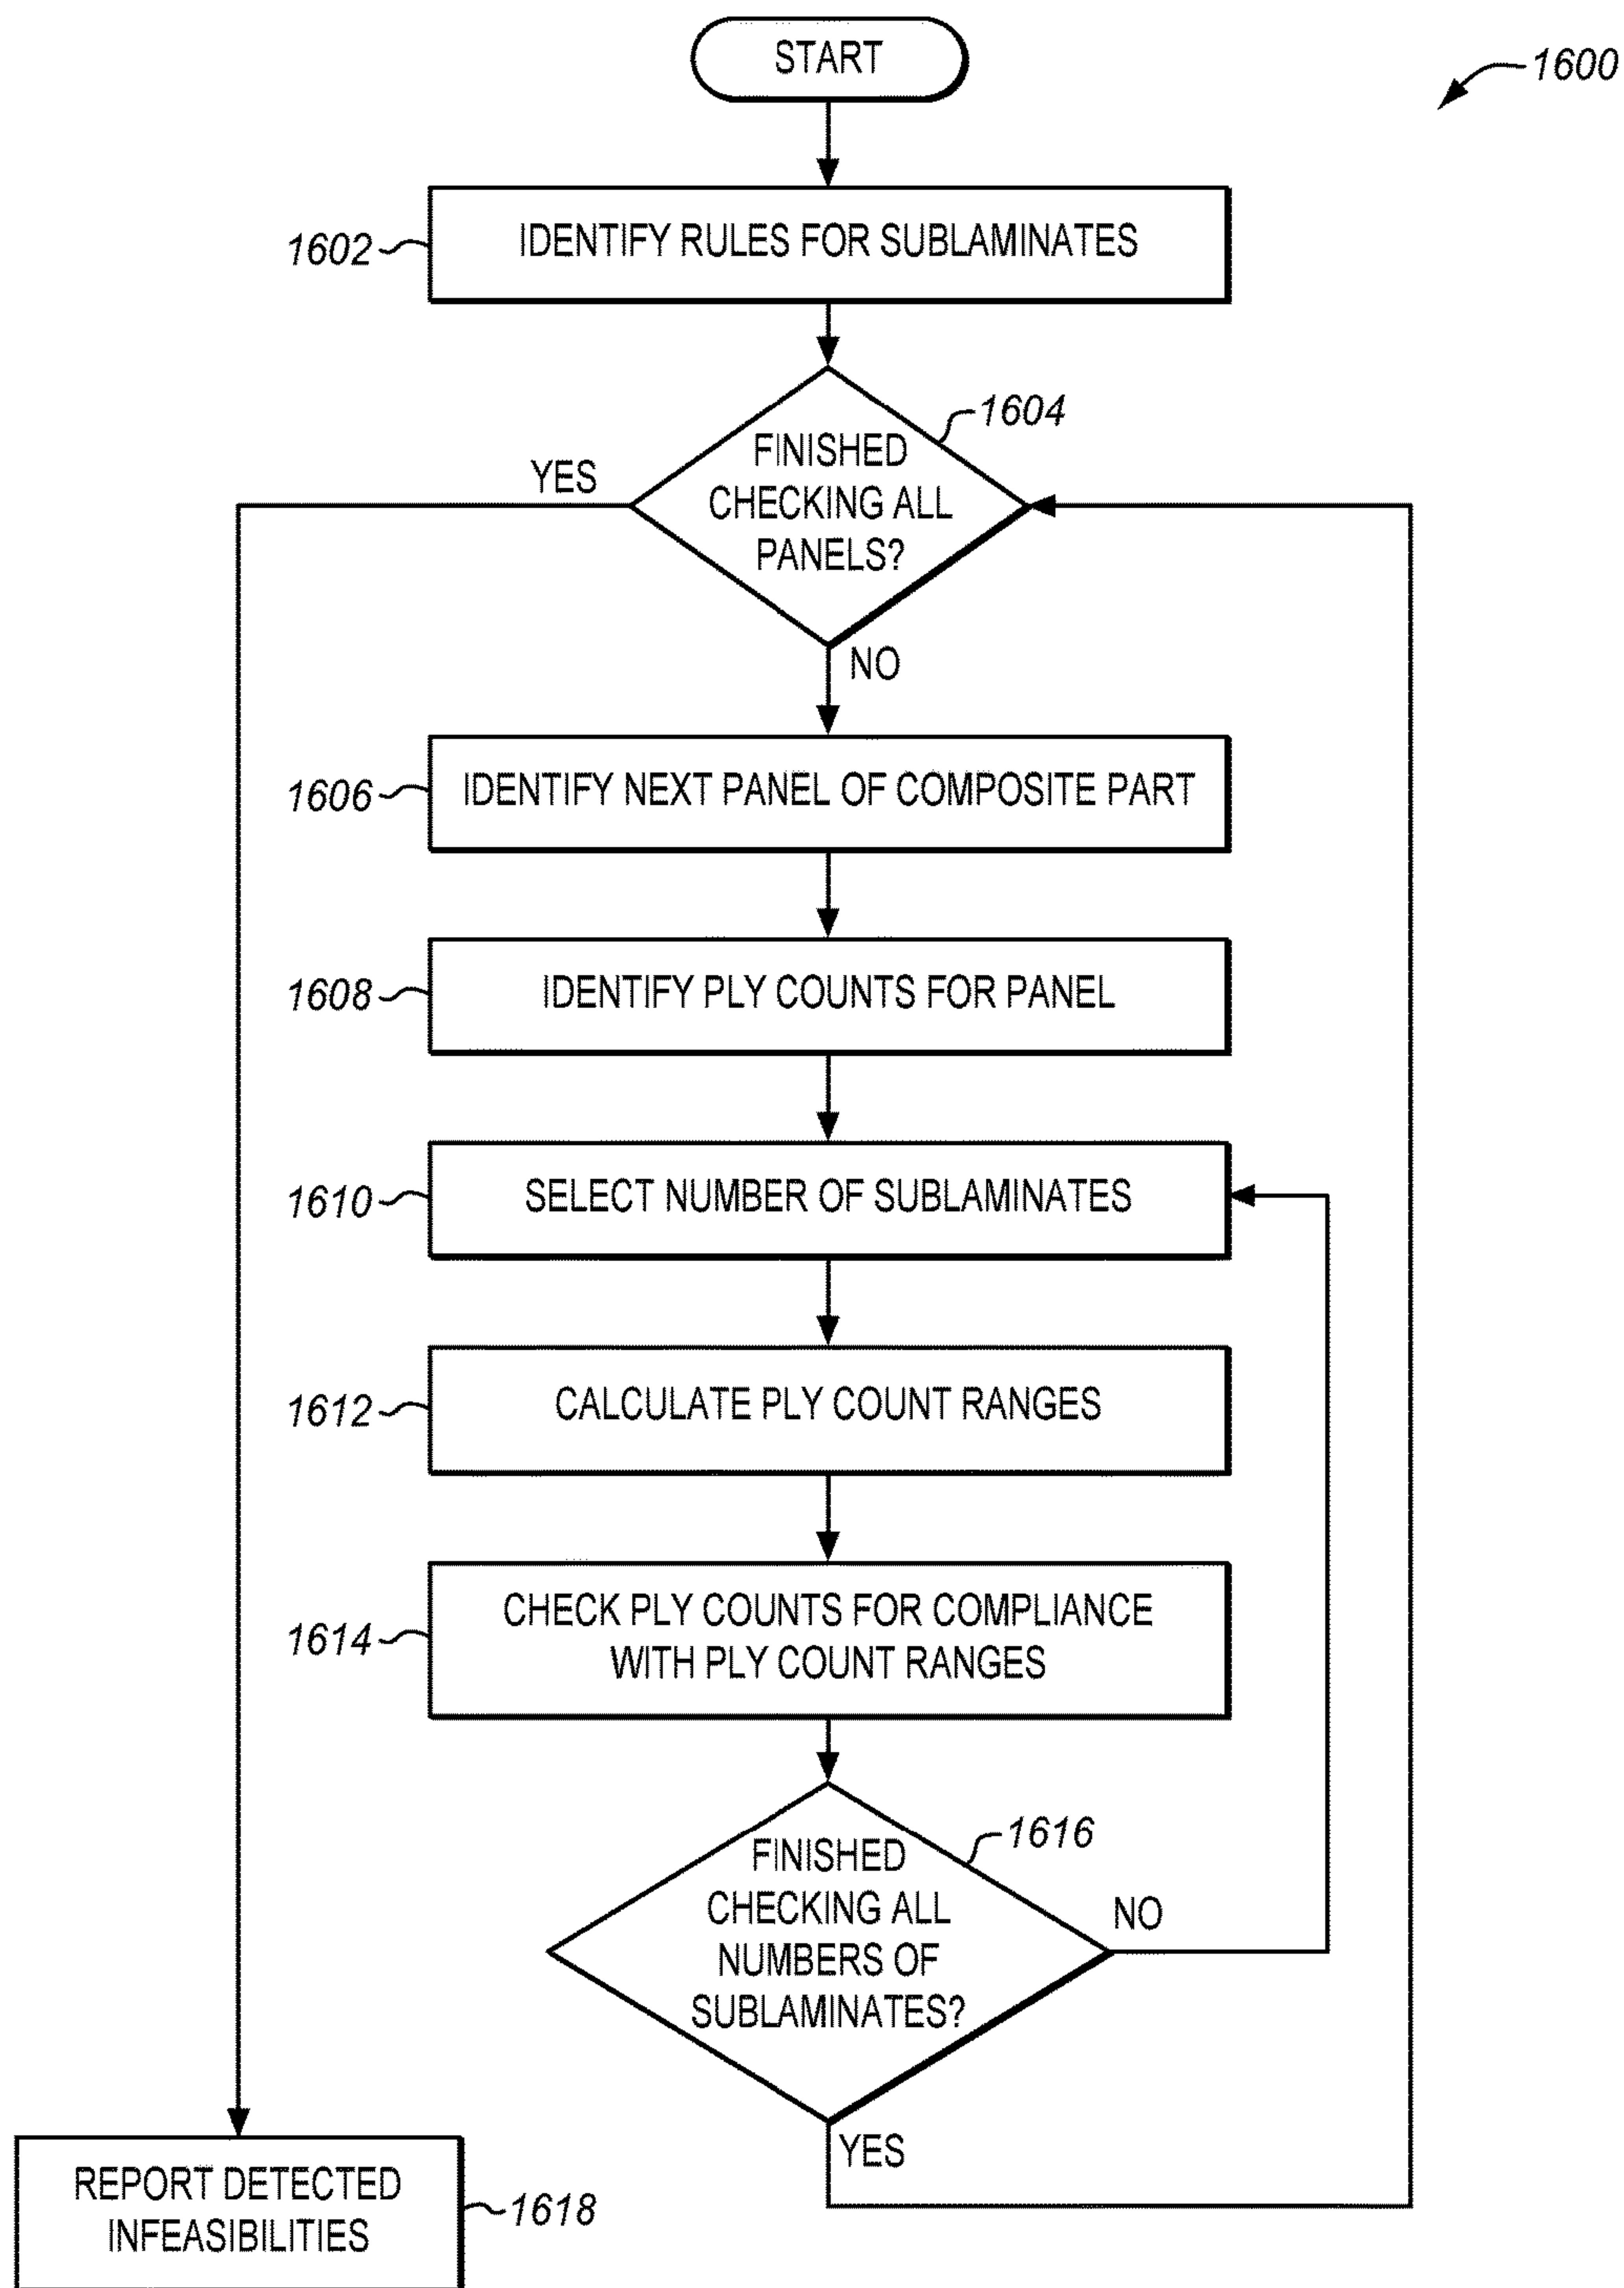 START
1600
1602
IDENTIFY RULES FOR SUBLAMINATES
1604
FINISHED
CHECKING ALL
PANELS?
YES
NO
1606
IDENTIFY NEXT PANEL OF COMPOSITE PART
1608
IDENTIFY PLY COUNTS FOR PANEL
1610
SELECT NUMBER OF SUBLAMINATES
1612
CALCULATE PLY COUNT RANGES
1614
CHECK PLY COUNTS FOR COMPLIANCE
WITH PLY COUNT RANGES
1616
FINISHED
CHECKING ALL
NUMBERS OF
SUBLAMINATES?
NO
YES
REPORT DETECTED
INFEASIBILITIES
1618